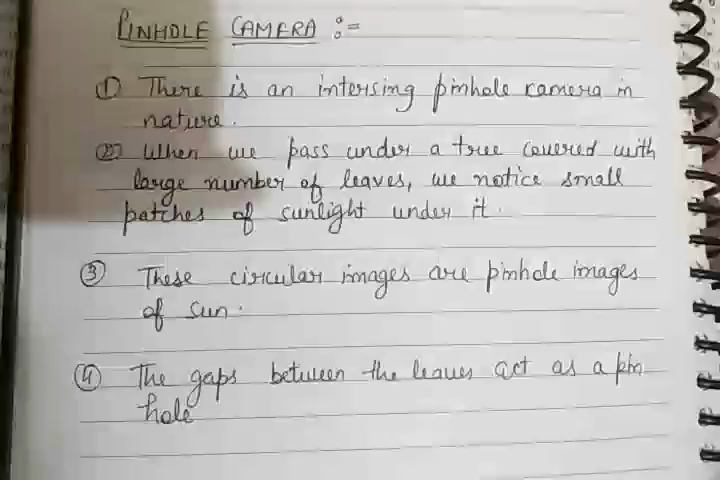 PINHOLE CAMERA :=
① There is an intersing pinhole camera in
nature.
② When we pass under a tree covered with
large number of leaves, we notice small
patches of sunlight under it.
③ These circular images are pinhole images
of sun.
④ The gaps between the leaves act as a pin
hole